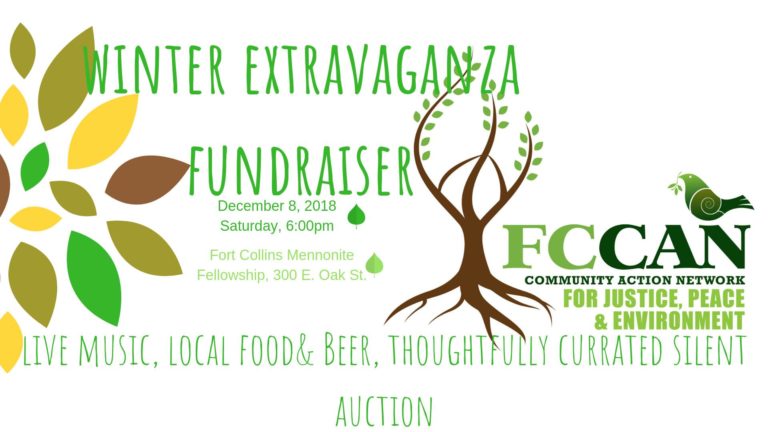 WINTER EXTRAVAGANZA
FUNDRAISER
December 8, 2018
Saturday, 6:00pm
Fort Collins Mennonite
Fellowship, 300 E. Oak St.
FCCAN
COMMUNITY ACTION NETWORK
FOR JUSTICE, PEACE
& ENVIRONMENT
LIVE MUSIC, LOCAL FOOD& BEER, THOUGHTFULLY CURRATED SILENT
AUCTION